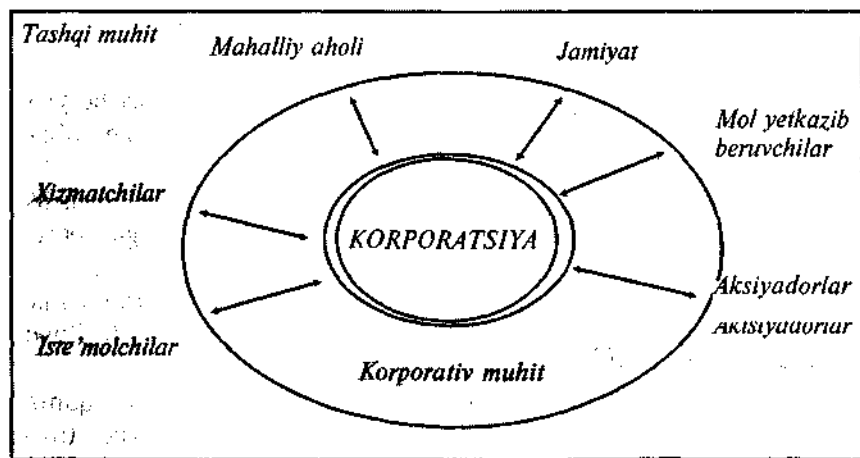 Tashqi muhit
Mahalliy aholi
Jamiyat
Mol yetkazib
beruvchilar
Xizmatchilar
KORPORATSIYA
Aksiyadorlar
Aksiyadorlar
Iste'molchilar
Korporativ muhit